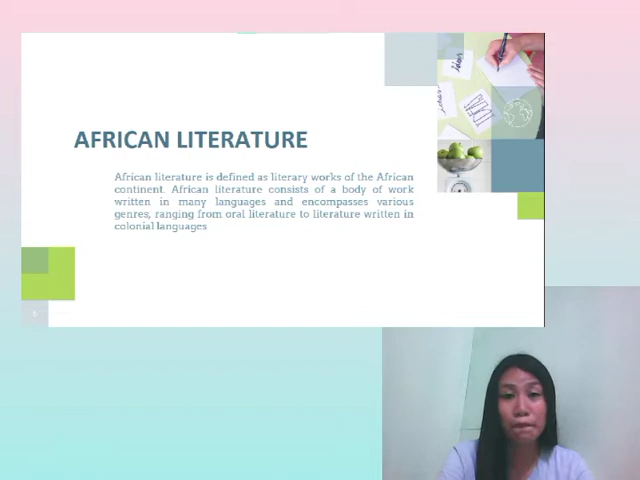 ideas
AFRICAN LITERATURE
African literature is defined as literary works of the African
continent. African literature consists of a body of work
written in many languages and encompasses various
genres, ranging from oral literature to literature written in
colonial languages